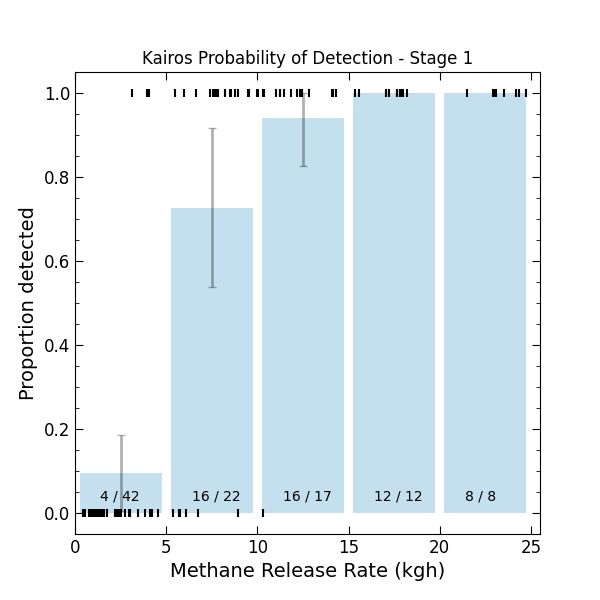 Kairos Probability of Detection - Stage 1
Proportion detected
1.0
0.8
0.6
0.4
0.2
0.0
4 / 42
16 / 22
16 / 17
12 / 12
8 / 8
0
5
10
15
20
25
Methane Release Rate (kgh)